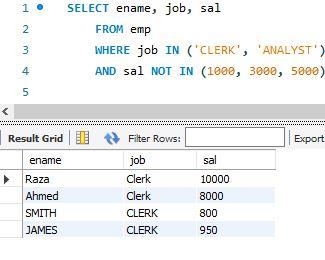 1 SELECT ename, job, sal
2 FROM emp
3 WHERE job IN ('CLERK', 'ANALYST')
4 AND sal NOT IN (1000, 3000, 5000)
Result Grid Filter Rows: Export
ename job sal
Raza Clerk 10000
Ahmed Clerk 8000
SMITH CLERK 800
JAMES CLERK 950